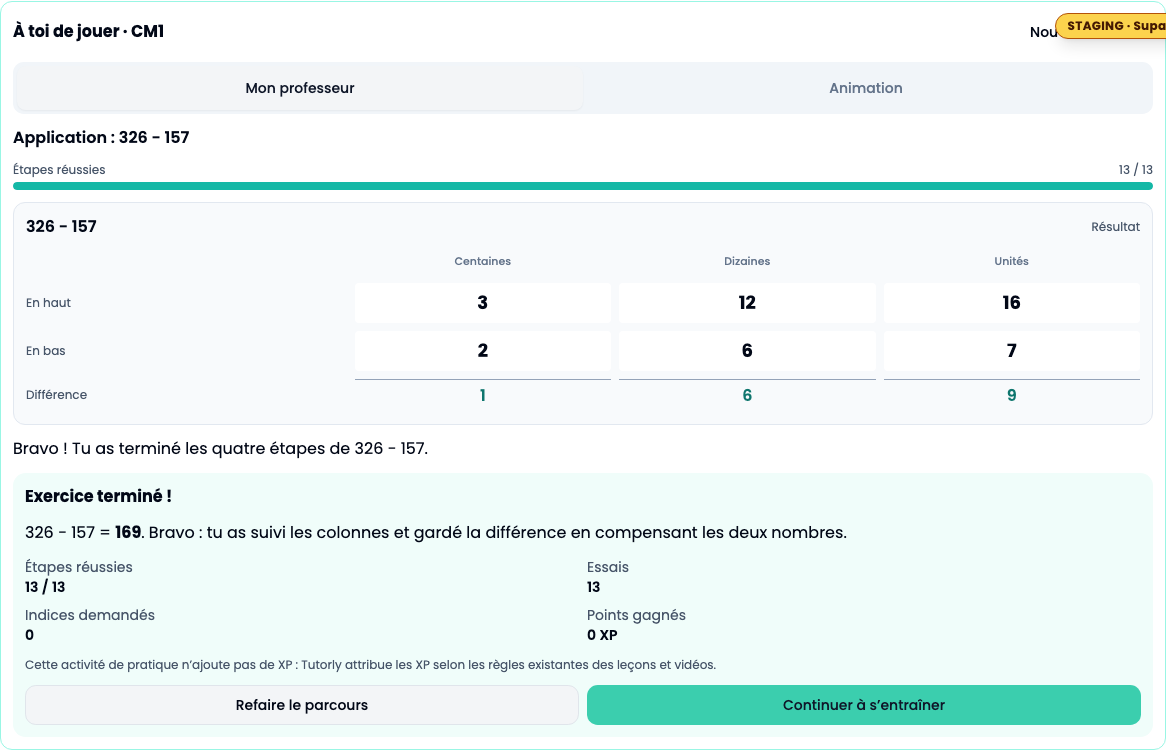 À toi de jouer · CM1
STAGING · Supa
Mon professeur
Animation
Application : 326 − 157
Étapes réussies
13 / 13
326 − 157
Résultat
Centaines
Dizaines
Unités
En haut
3
12
16
En bas
2
6
7
Différence
1
6
9
Bravo ! Tu as terminé les quatre étapes de 326 − 157.
Exercice terminé !
326 − 157 = 169. Bravo : tu as suivi les colonnes et gardé la différence en compensant les deux nombres.
Étapes réussies
13 / 13
Essais
13
Indices demandés
0
Points gagnés
0 XP
Cette activité de pratique n’ajoute pas de XP : Tutorly attribue les XP selon les règles existantes des leçons et vidéos.
Refaire le parcours
Continuer à s’entraîner